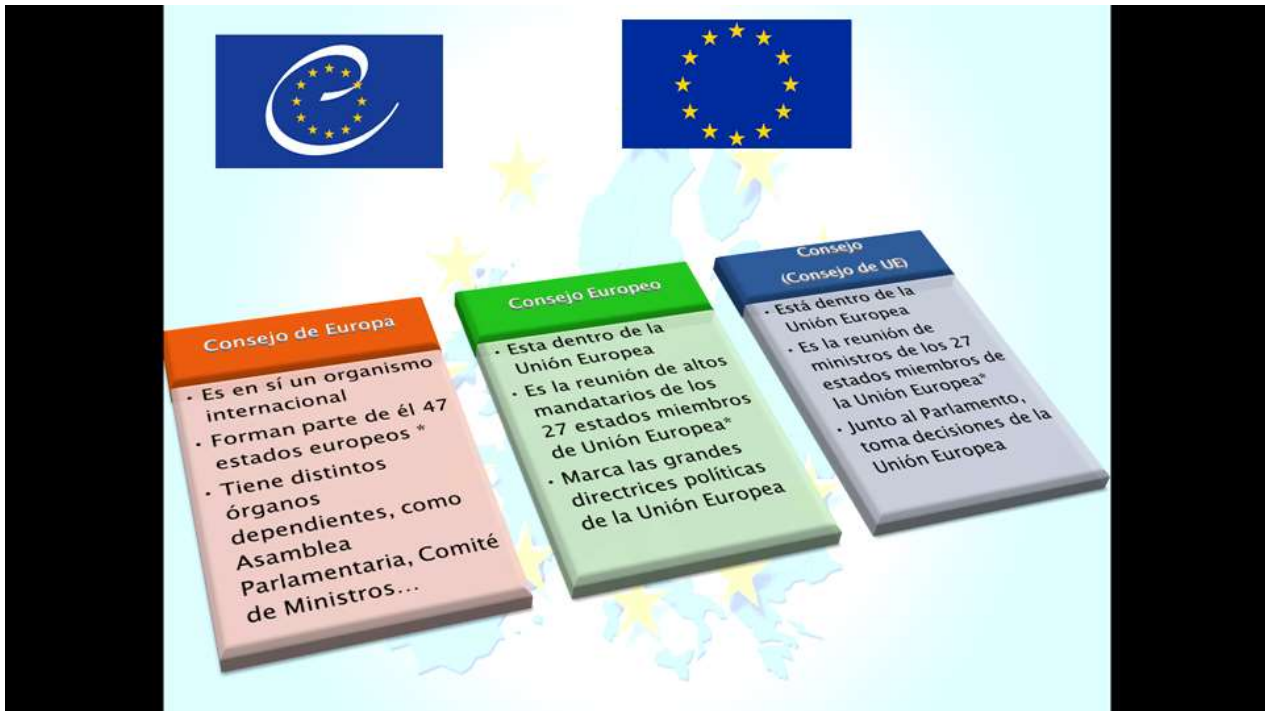 Consejo de Europa
· Es en sí un organismo
internacional
· Forman parte de él 47
estados europeos *
· Tiene distintos
órganos
dependientes, como
Asamblea
Parlamentaria, Comité
de Ministros...
Consejo Europeo
· Esta dentro de la
Unión Europea
· Es la reunión de altos
mandatarios de los
27 estados miembros
de Unión Europea*
· Marca las grandes
directrices políticas
de la Unión Europea
Consejo
(Consejo de UE)
· Está dentro de la
Unión Europea
· Es la reunión de
ministros de los 27
estados miembros de
la Unión Europea*
· Junto al Parlamento,
toma decisiones de la
Unión Europea